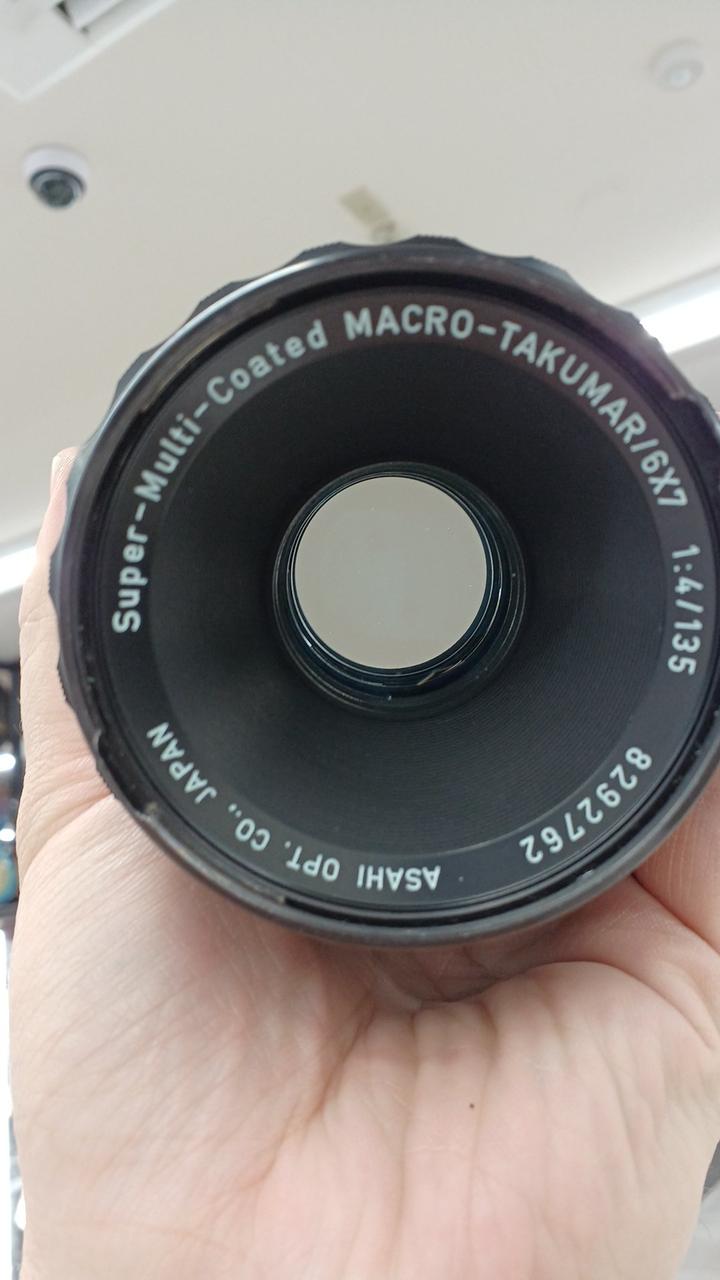 Super-Multi-Coated MACRO-TAKUMAR/6X7 1:4/135
8292762
ASAHI OPT. CO., JAPAN